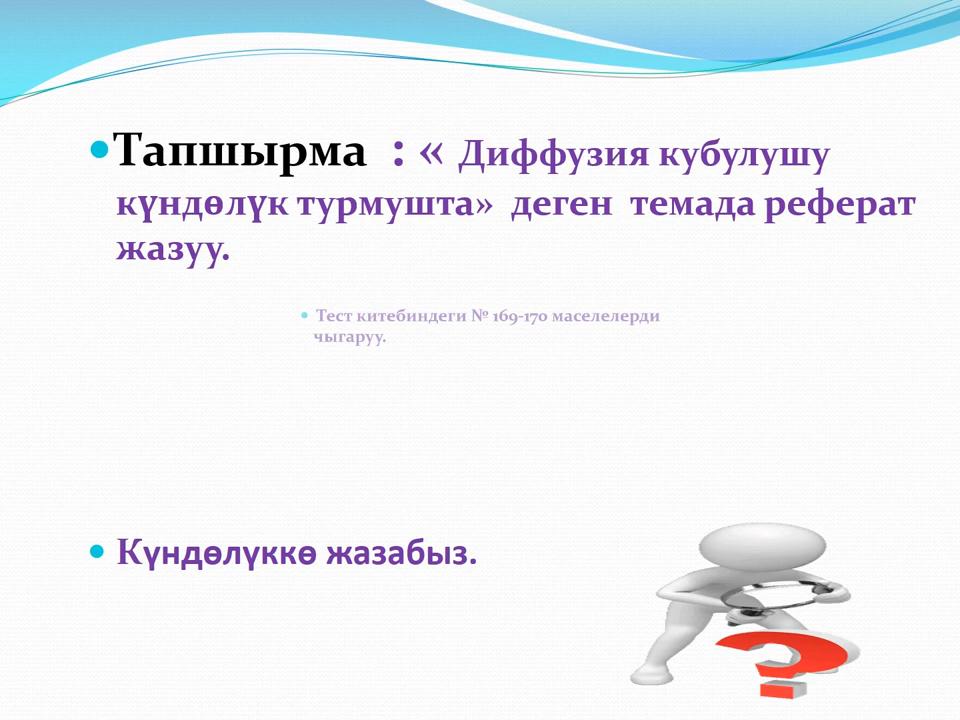 •Тапшырма : « Диффузия кубулушу
күндөлүк турмушта» деген темада реферат
жазуу.
• Тест китебиндеги № 169-170 маселелерди
чыгаруу.
• Күндөлүккө жазабыз.